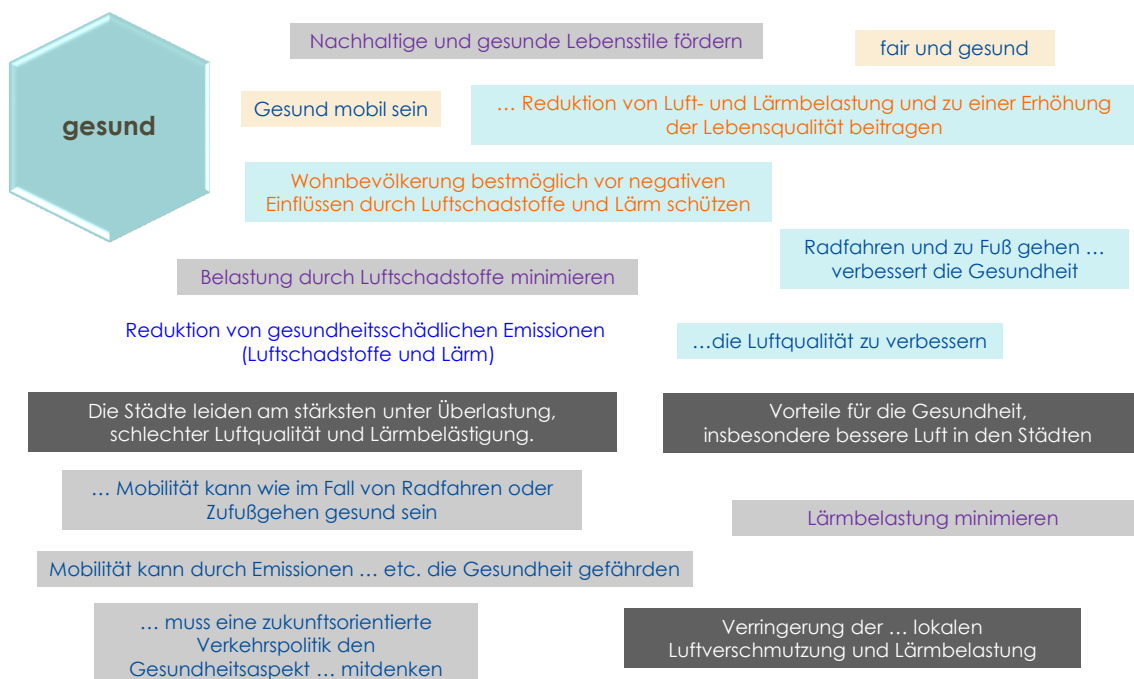 gesund
Nachhaltige und gesunde Lebensstile fördern
fair und gesund
Gesund mobil sein
… Reduktion von Luft- und Lärmbelastung und zu einer Erhöhung
der Lebensqualität beitragen
Wohnbevölkerung bestmöglich vor negativen
Einflüssen durch Luftschadstoffe und Lärm schützen
Radfahren und zu Fuß gehen …
verbessert die Gesundheit
Belastung durch Luftschadstoffe minimieren
Reduktion von gesundheitsschädlichen Emissionen
(Luftschadstoffe und Lärm)
…die Luftqualität zu verbessern
Die Städte leiden am stärksten unter Überlastung,
schlechter Luftqualität und Lärmbelästigung.
Vorteile für die Gesundheit,
insbesondere bessere Luft in den Städten
… Mobilität kann wie im Fall von Radfahren oder
Zufußgehen gesund sein
Lärmbelastung minimieren
Mobilität kann durch Emissionen … etc. die Gesundheit gefährden
… muss eine zukunftsorientierte
Verkehrspolitik den
Gesundheitsaspekt … mitdenken
Verringerung der … lokalen
Luftverschmutzung und Lärmbelastung